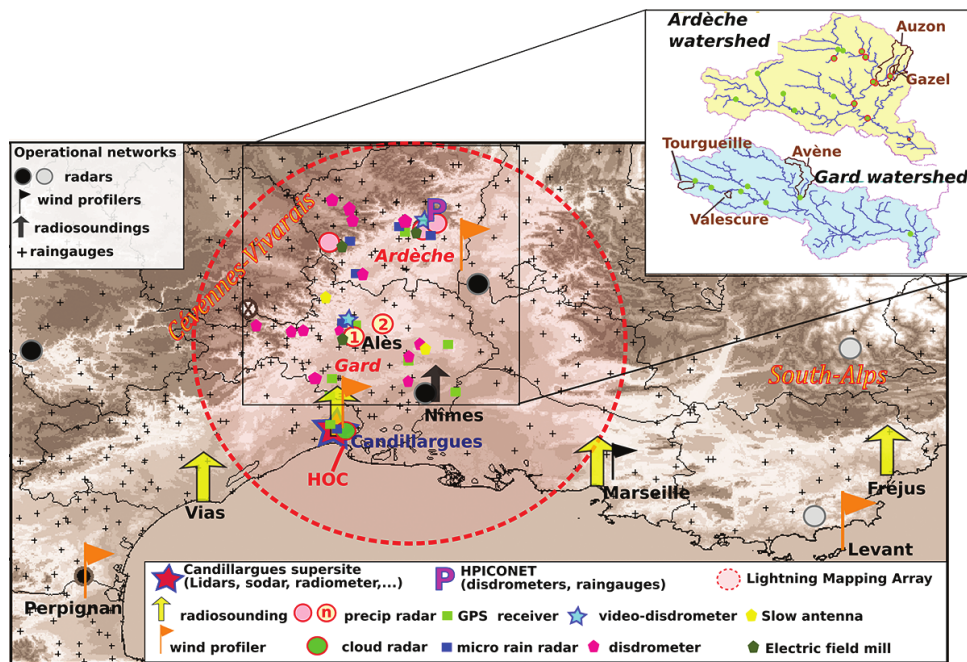 Ardèche
watershed
Auzon
Gazel
Tourgueille
Avène
Gard watershed
Valescure
Operational networks
radars
wind profilers
radiosoundings
raingauges
Cévennes-Vivarais
P
Ardèche
X
1
2
Alès
Gard
South-Alps
Nîmes
Candillargues
HOC
Vias
Marseille
Fréjus
Levant
Perpignan
Candillargues supersite
(Lidars, sodar, radiometer,...)
P HPICONET
(disdrometers, raingauges)
Lightning Mapping Array
radiosounding
n precip radar
GPS receiver
video-disdrometer
Slow antenna
wind profiler
cloud radar
micro rain radar
disdrometer
Electric field mill